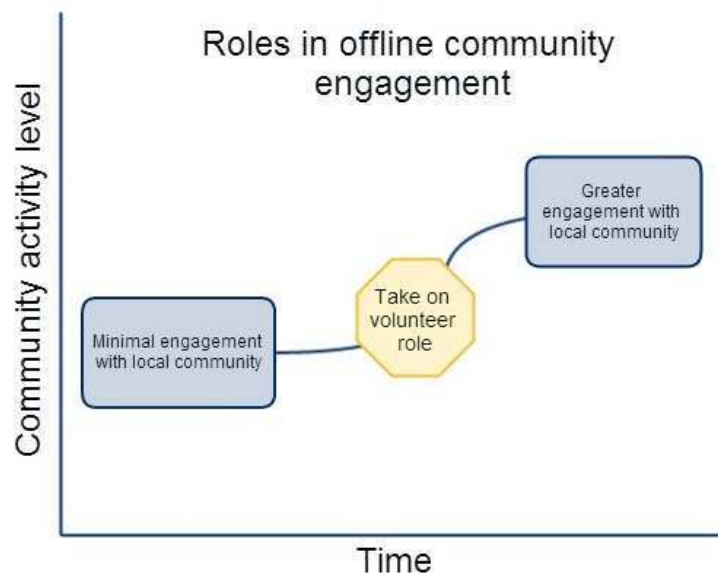 Roles in offline community
engagement
Community activity level
Greater
engagement with
local community
Take on
volunteer
role
Minimal engagement
with local community
Time